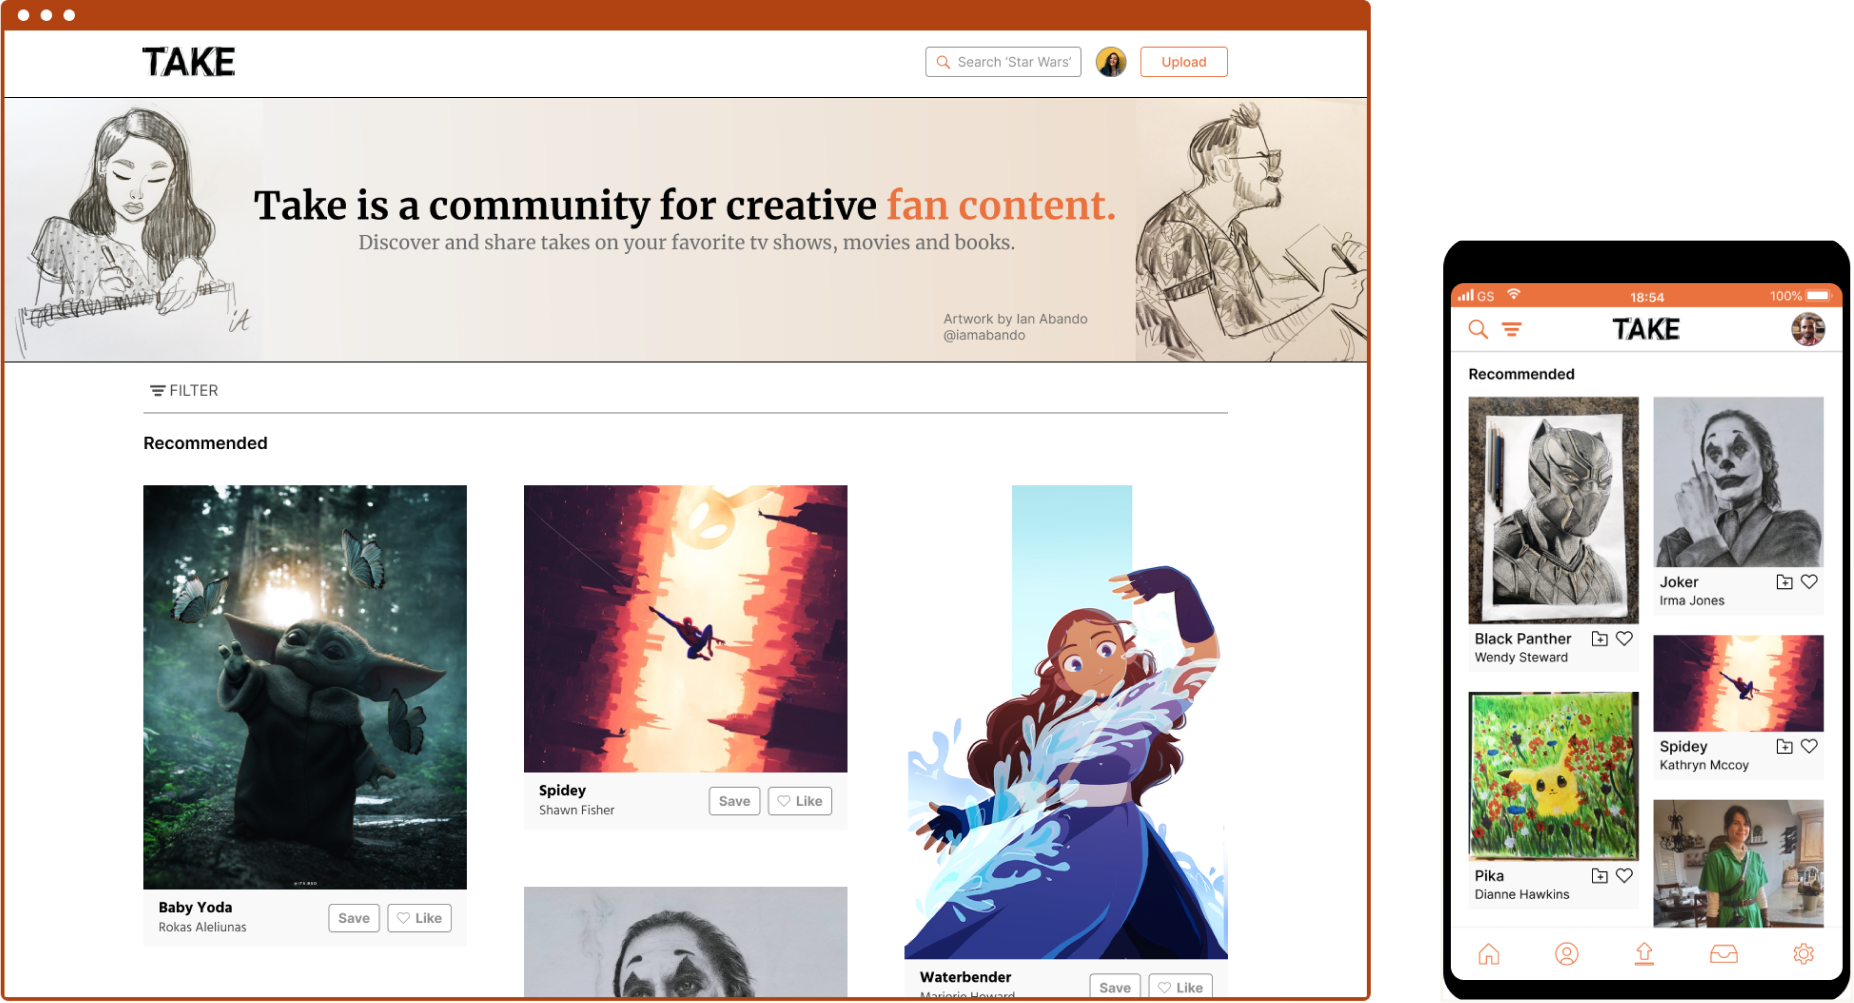 TAKE
Search ‘Star Wars’
Upload
Take is a community for creative fan content.
Discover and share takes on your favorite tv shows, movies and books.
Artwork by Ian Abando
@iamabando
FILTER
Recommended
Baby Yoda
Rokas Aleliunas
Save
Like
Spidey
Shawn Fisher
Save
Like
Waterbender
Marjorie Howard
Save
Like
GS
18:54
100%
TAKE
Recommended
Black Panther
Wendy Steward
Joker
Irma Jones
Spidey
Kathryn Mccoy
Pika
Dianne Hawkins